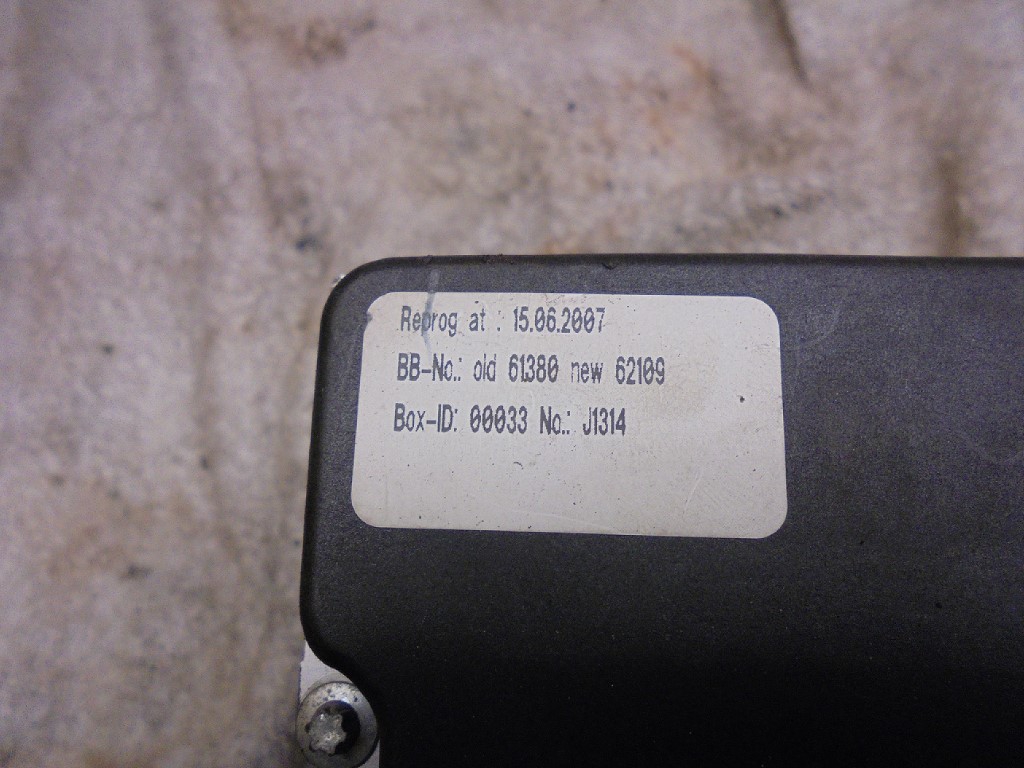 Reprog at : 15.06.2007
BB-No.: old 61380 new 62109
Box-ID: 00033 No.: J1314